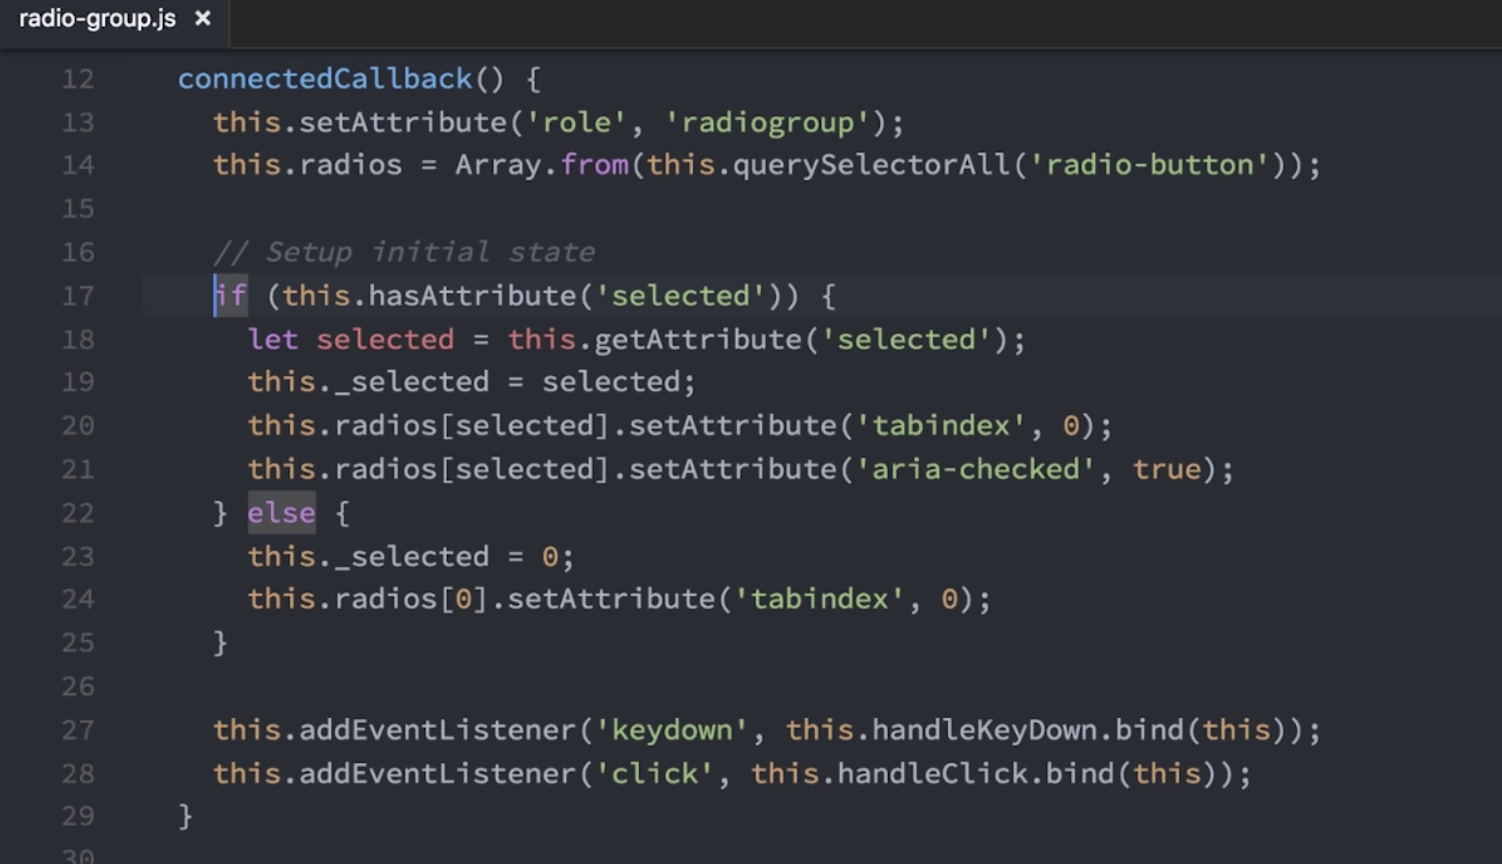 radio-group.js ×
12 connectedCallback() {
13 this.setAttribute('role', 'radiogroup');
14 this.radios = Array.from(this.querySelectorAll('radio-button'));
15
16 // Setup initial state
17 if (this.hasAttribute('selected')) {
18 let selected = this.getAttribute('selected');
19 this._selected = selected;
20 this.radios[selected].setAttribute('tabindex', 0);
21 this.radios[selected].setAttribute('aria-checked', true);
22 } else {
23 this._selected = 0;
24 this.radios[0].setAttribute('tabindex', 0);
25 }
26
27 this.addEventListener('keydown', this.handleKeyDown.bind(this));
28 this.addEventListener('click', this.handleClick.bind(this));
29 }
30